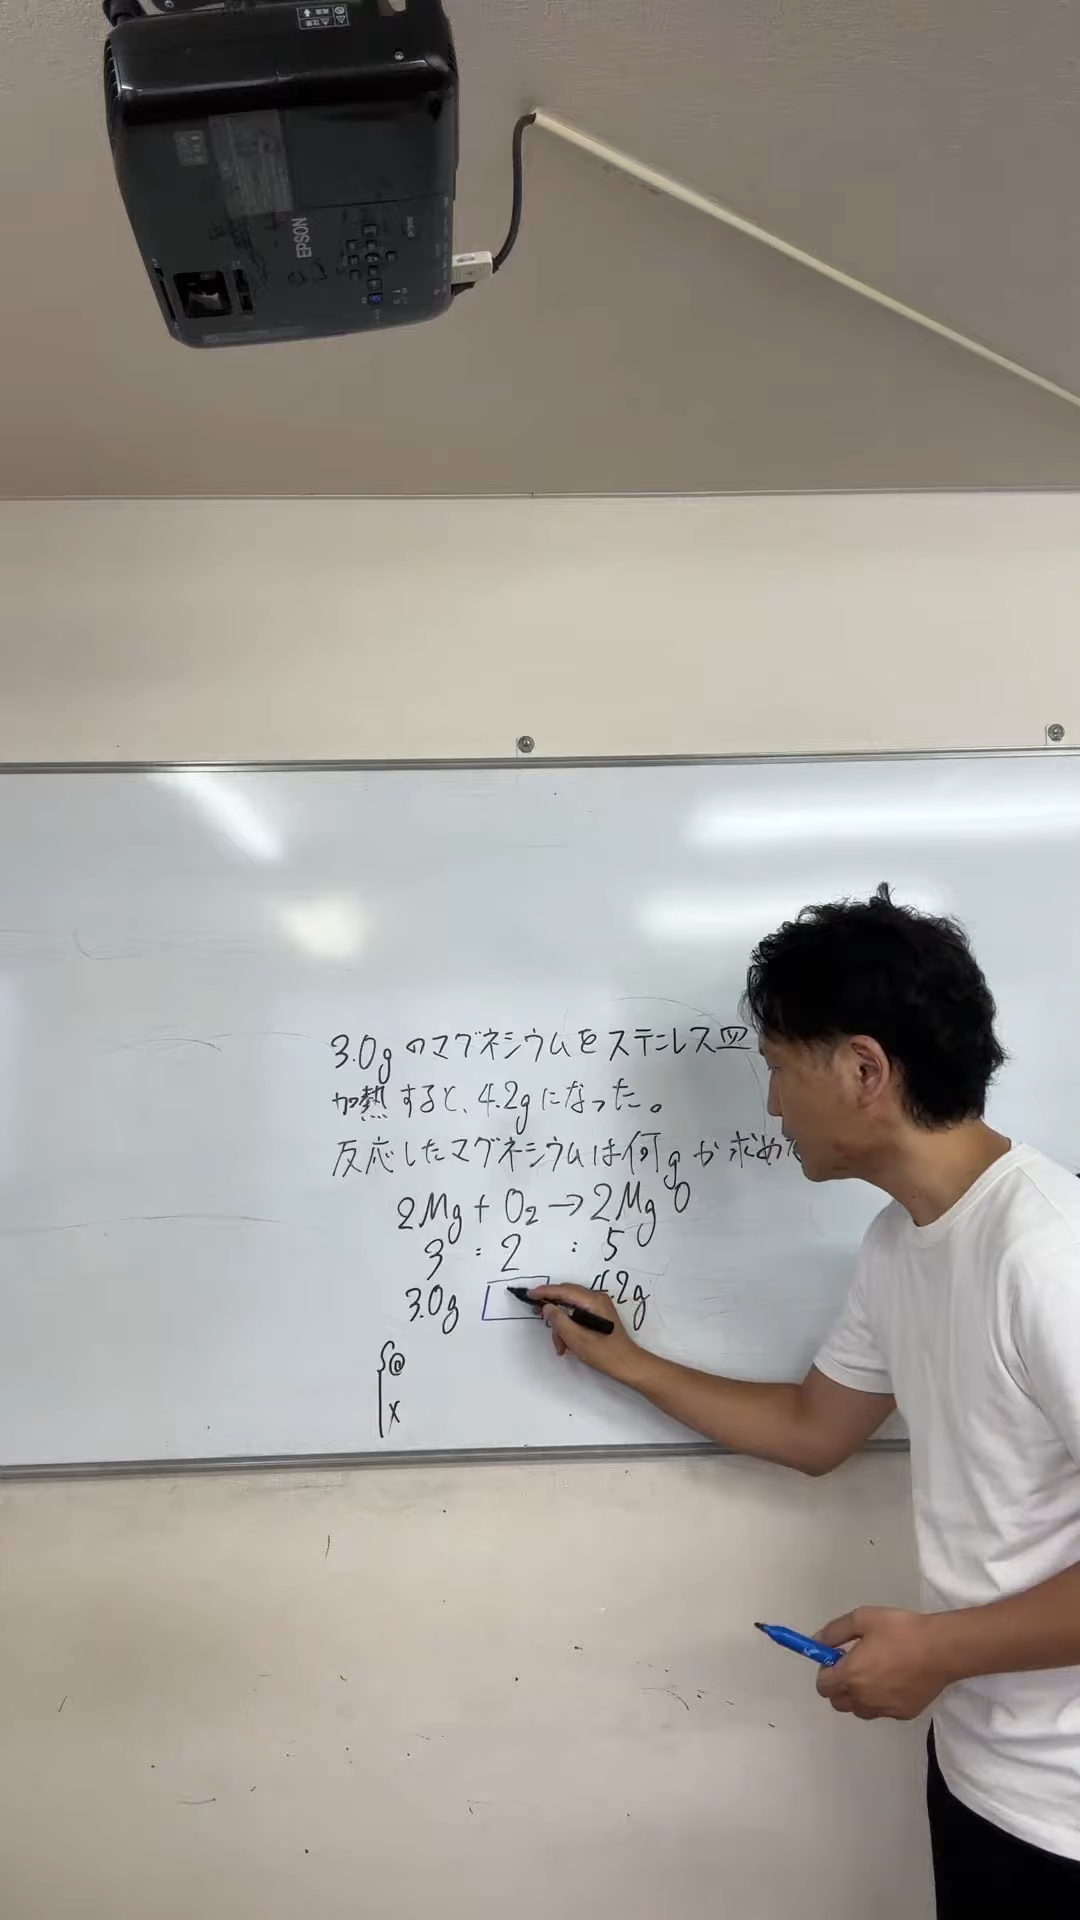 EPSON
3.0gのマグネシウムをステンレス皿
加熱すると、4.2gになった。
反応したマグネシウムは何gか求め
2Mg + O₂ → 2MgO
3 : 2 : 5
3.0g 4.2g
@
x